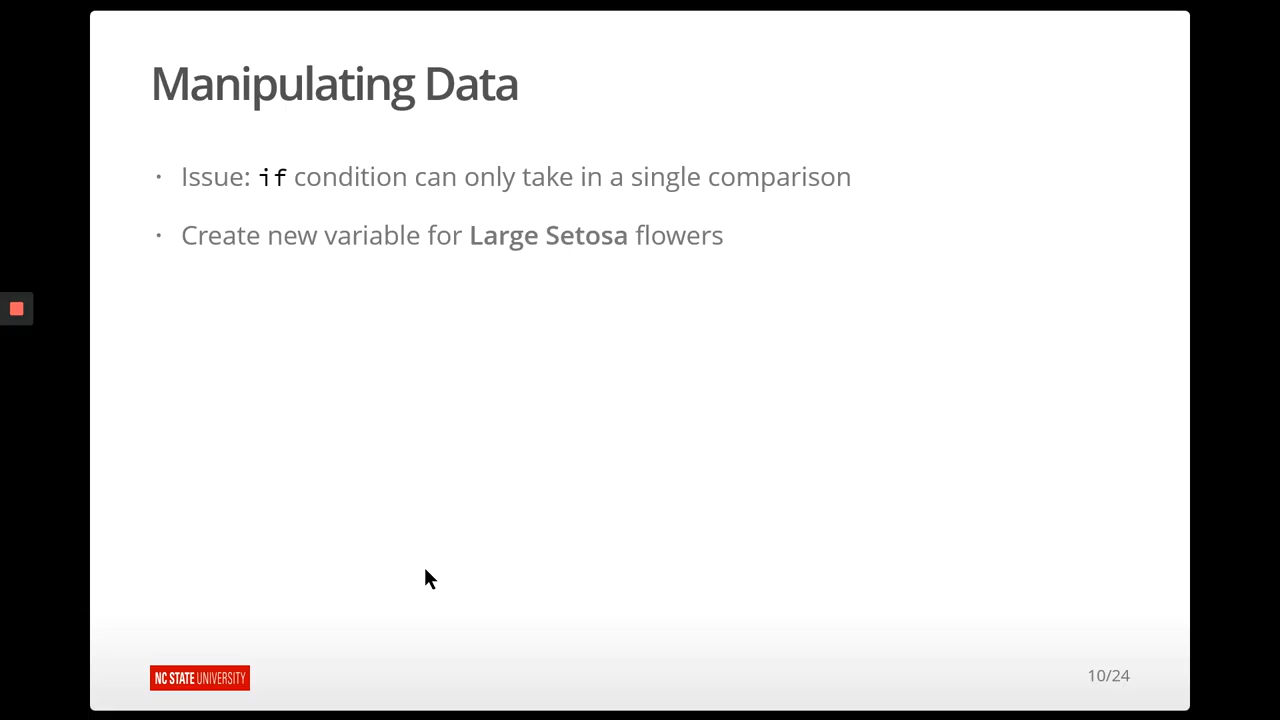 Manipulating Data
· Issue: if condition can only take in a single comparison
· Create new variable for Large Setosa flowers
NC STATE UNIVERSITY
10/24